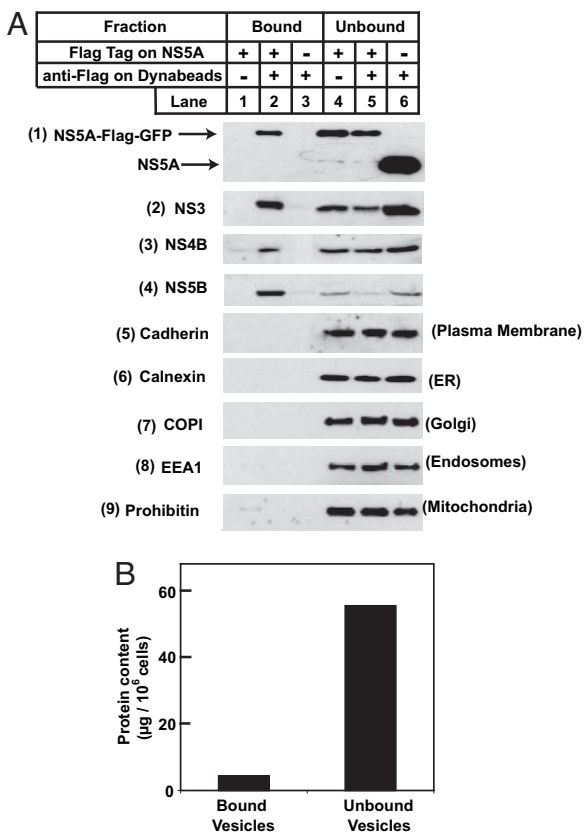 A
Fraction Bound Unbound
Flag Tag on NS5A + + - + + -
anti-Flag on Dynabeads - + + - + +
Lane 1 2 3 4 5 6
(1) NS5A-Flag-GFP
NS5A
(2) NS3
(3) NS4B
(4) NS5B
(5) Cadherin (Plasma Membrane)
(6) Calnexin (ER)
(7) COPI (Golgi)
(8) EEA1 (Endosomes)
(9) Prohibitin (Mitochondria)
B
Protein content
(µg / 10⁶ cells)
60
40
20
0
Bound Unbound
Vesicles Vesicles